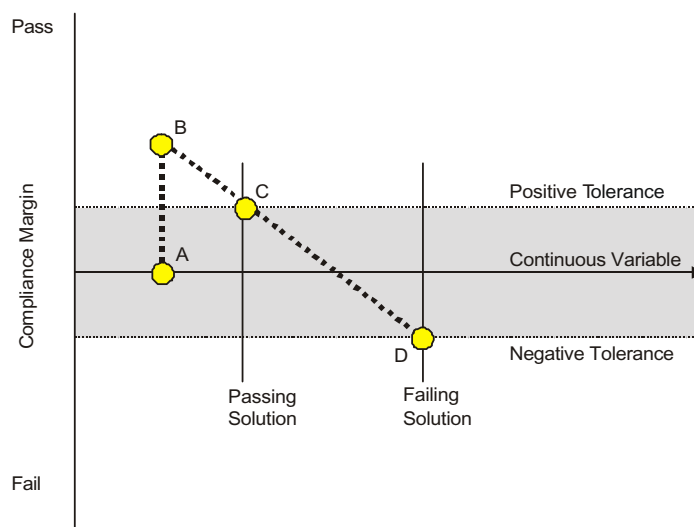 Pass
B
C
Positive Tolerance
A
Continuous Variable
Compliance Margin
D
Negative Tolerance
Passing
Solution
Failing
Solution
Fail